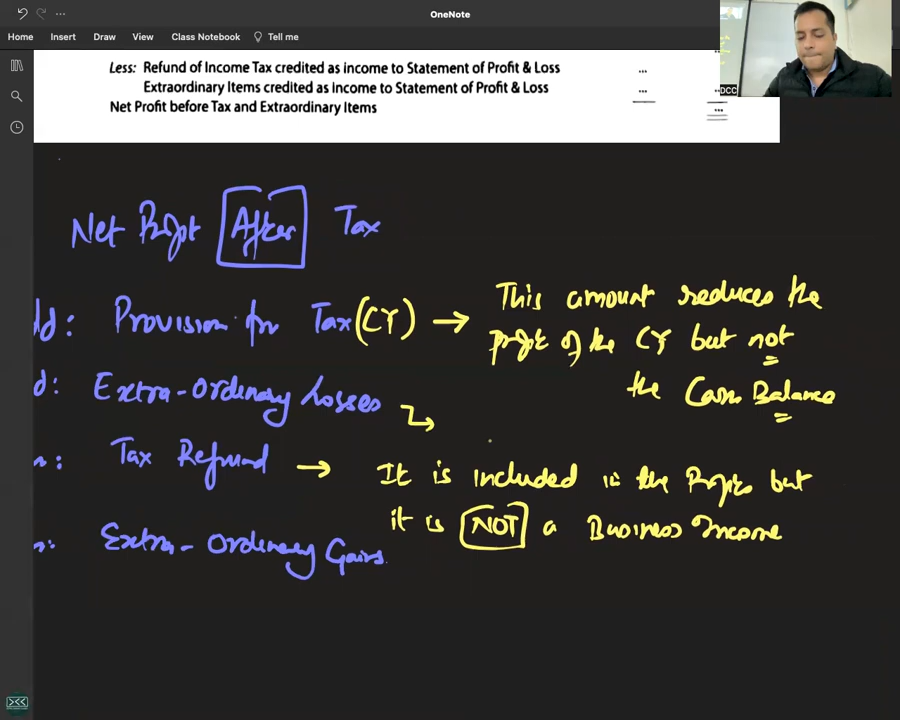 OneNote
Home Insert Draw View Class Notebook Tell me
Less: Refund of Income Tax credited as income to Statement of Profit & Loss ...
Extraordinary Items credited as Income to Statement of Profit & Loss ... ...
Net Profit before Tax and Extraordinary Items ...
DCC
Net Profit After Tax
dd: Provision for Tax (CY) → This amount reduces the
profit of the CY but not
the Cash Balance
d: Extra-Ordinary Losses
n: Tax Refund → It is included in the Profits but
it is NOT a Business Income
n: Extra-Ordinary Gains.